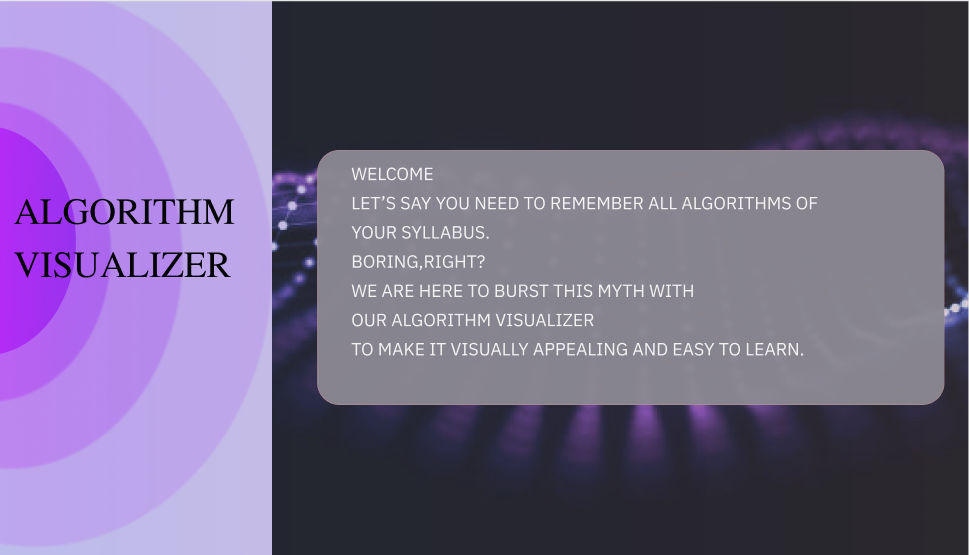 ALGORITHM
VISUALIZER
WELCOME
LET’S SAY YOU NEED TO REMEMBER ALL ALGORITHMS OF
YOUR SYLLABUS.
BORING,RIGHT?
WE ARE HERE TO BURST THIS MYTH WITH
OUR ALGORITHM VISUALIZER
TO MAKE IT VISUALLY APPEALING AND EASY TO LEARN.